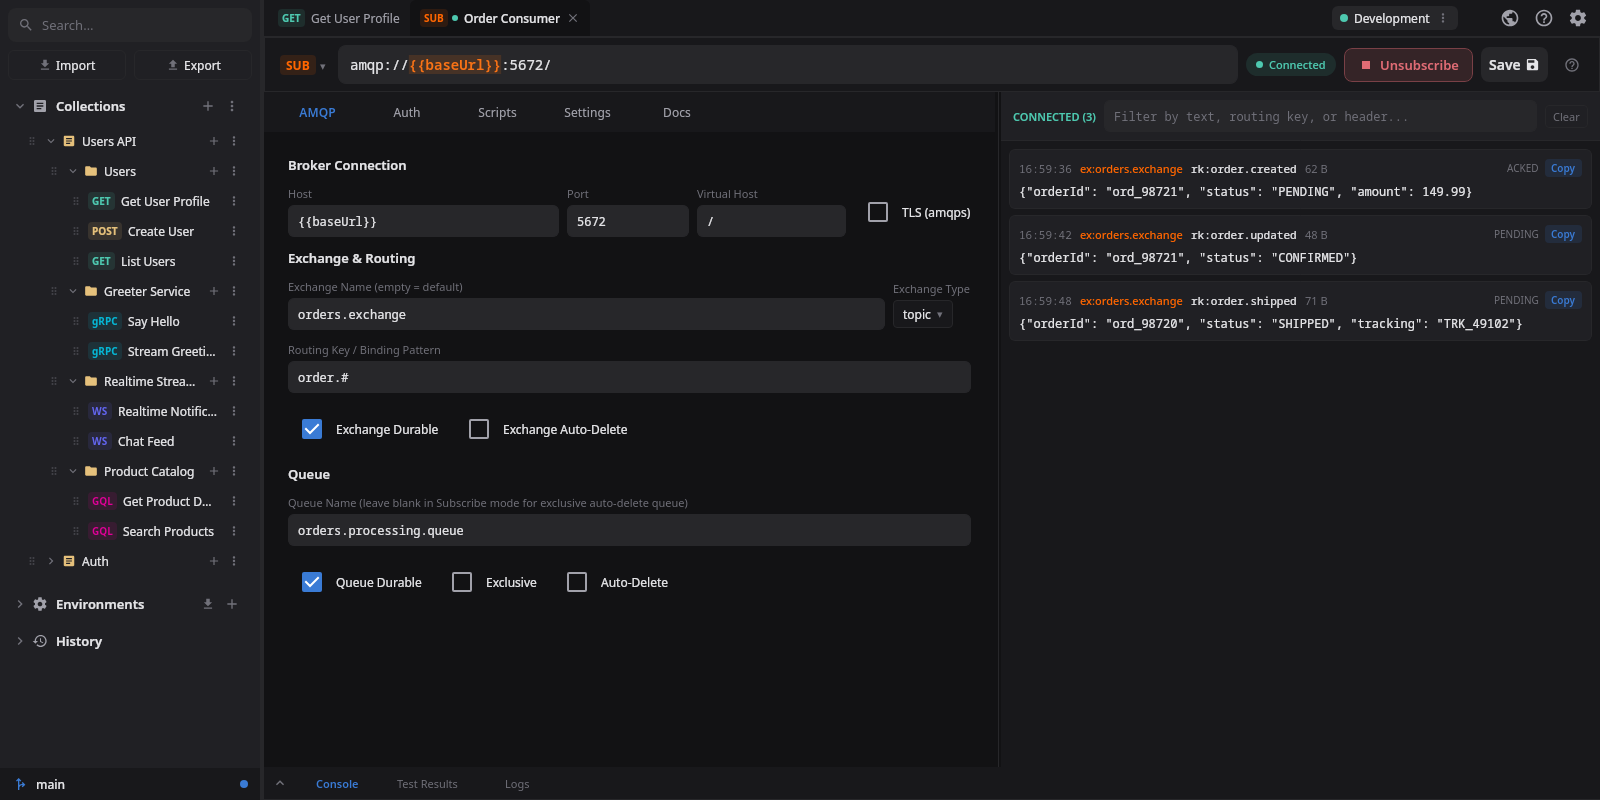 Search...
Import
Export
Collections
Users API
Users
GET Get User Profile
POST Create User
GET List Users
Greeter Service
gRPC Say Hello
gRPC Stream Greeti...
Realtime Strea...
WS Realtime Notific...
WS Chat Feed
Product Catalog
GQL Get Product D...
GQL Search Products
Auth
Environments
History
main
GET Get User Profile
SUB Order Consumer
Development
SUB
amqp://{{baseUrl}}:5672/
Connected
Unsubscribe
Save
AMQP Auth Scripts Settings Docs
Broker Connection
Host Port Virtual Host
{{baseUrl}} 5672 / TLS (amqps)
Exchange & Routing
Exchange Name (empty = default) Exchange Type
orders.exchange topic
Routing Key / Binding Pattern
order.#
Exchange Durable Exchange Auto-Delete
Queue
Queue Name (leave blank in Subscribe mode for exclusive auto-delete queue)
orders.processing.queue
Queue Durable Exclusive Auto-Delete
CONNECTED (3) Filter by text, routing key, or header... Clear
16:59:36 ex:orders.exchange rk:order.created 62 B ACKED Copy
{"orderId": "ord_98721", "status": "PENDING", "amount": 149.99}
16:59:42 ex:orders.exchange rk:order.updated 48 B PENDING Copy
{"orderId": "ord_98721", "status": "CONFIRMED"}
16:59:48 ex:orders.exchange rk:order.shipped 71 B PENDING Copy
{"orderId": "ord_98720", "status": "SHIPPED", "tracking": "TRK_49102"}
Console Test Results Logs